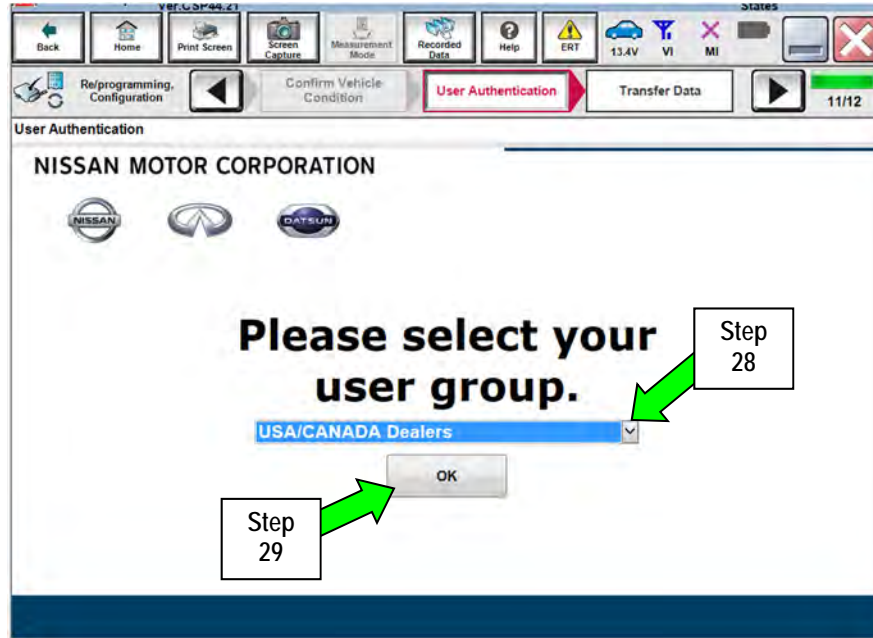 Ver.CSP44.21 States
Back
Home
Print Screen
Screen
Capture
Measurement
Mode
Recorded
Data
Help
ERT
13.4V
VI
MI
Re/programming,
Configuration
Confirm Vehicle
Condition
User Authentication
Transfer Data
11/12
User Authentication
NISSAN MOTOR CORPORATION
NISSAN
DATSUN
Please select your
user group.
Step
28
USA/CANADA Dealers
OK
Step
29